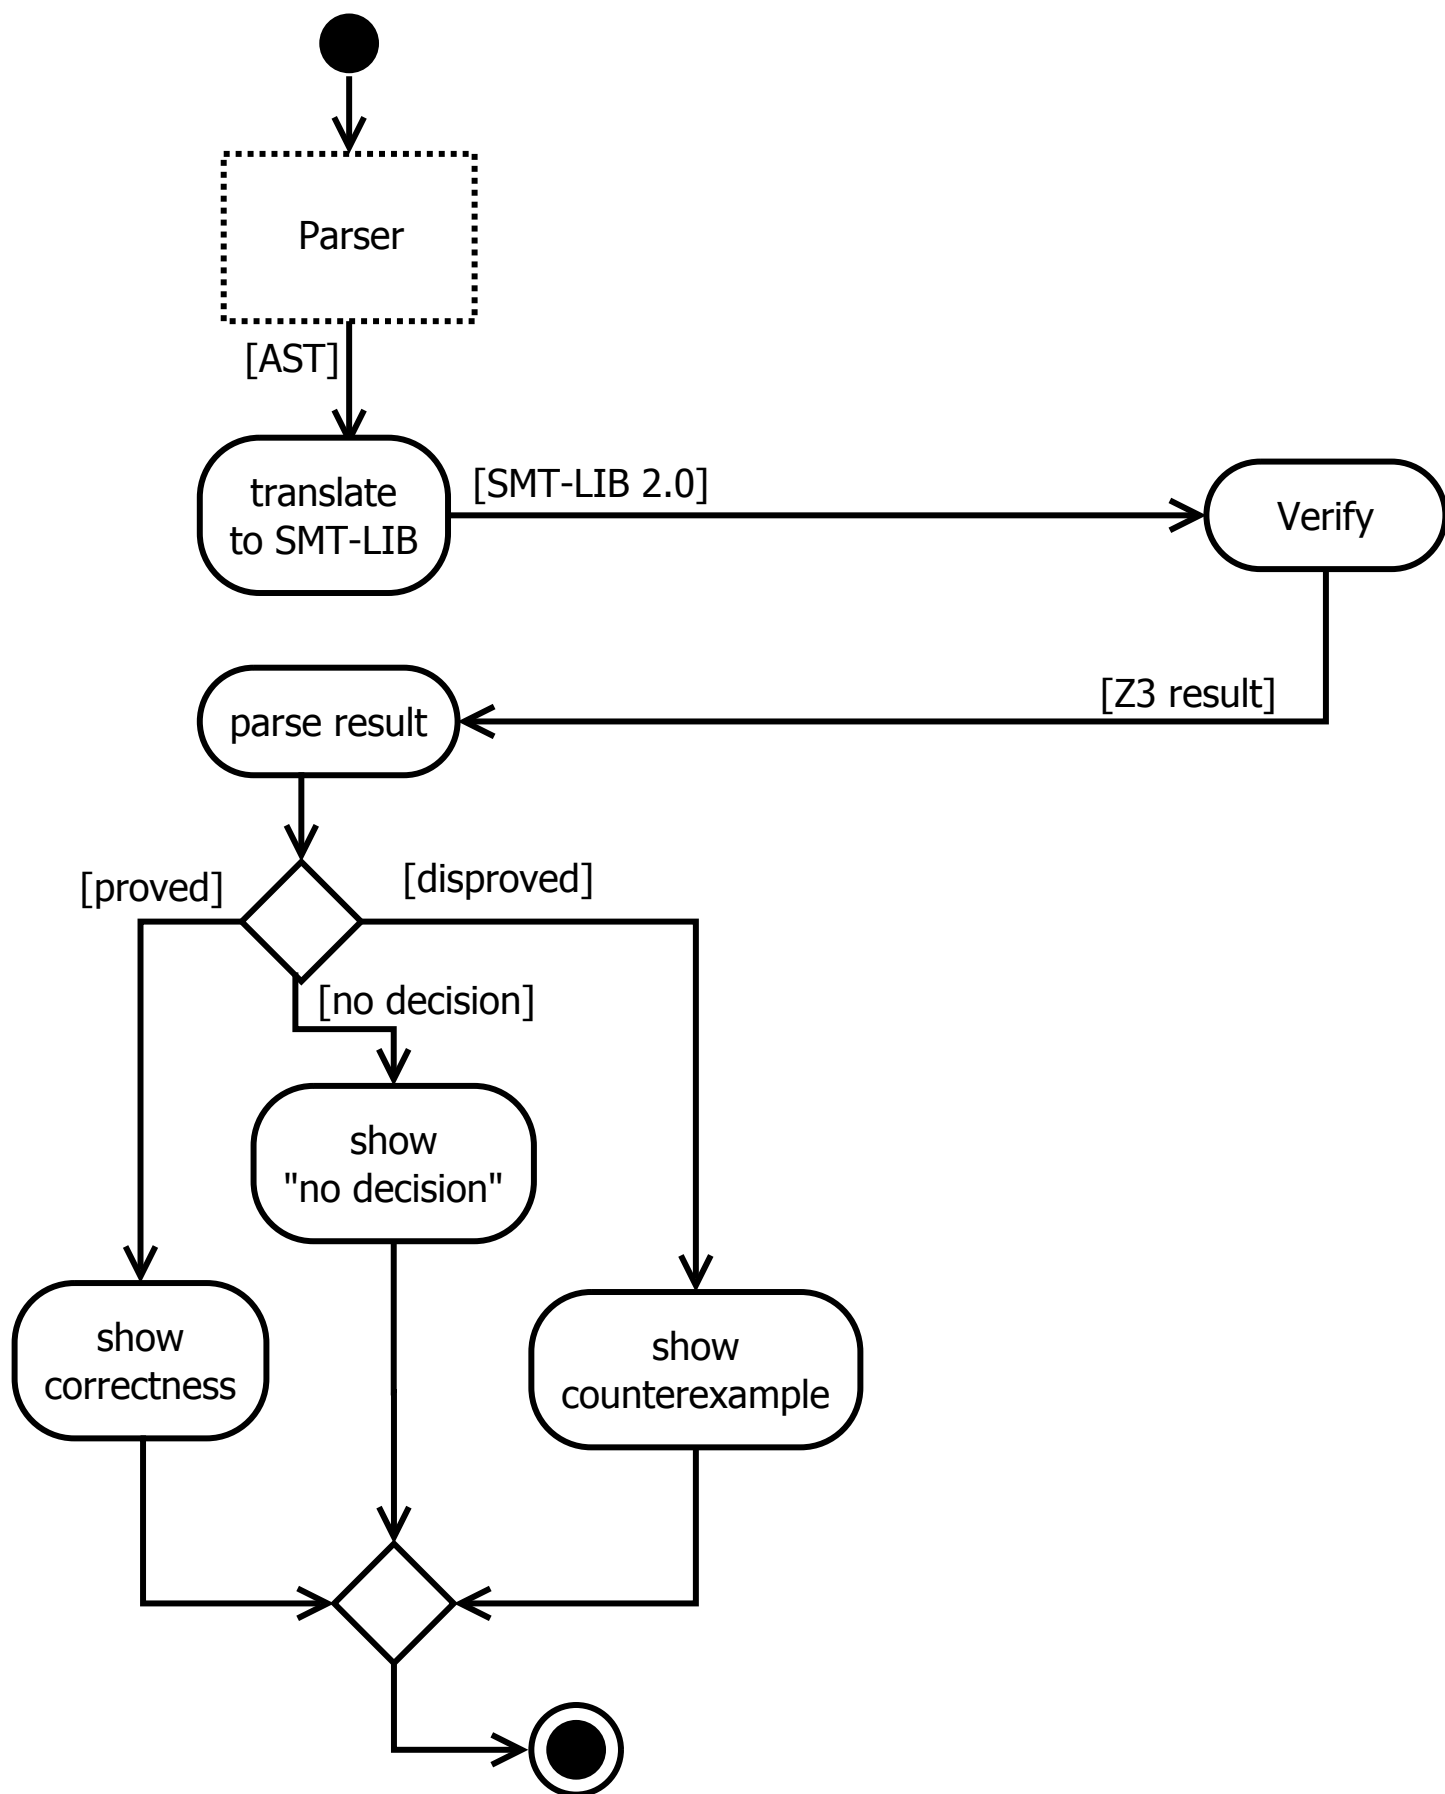 Parser
[AST]
translate
to SMT-LIB
[SMT-LIB 2.0]
Verify
[Z3 result]
parse result
[proved]
[disproved]
[no decision]
show
"no decision"
show
correctness
show
counterexample